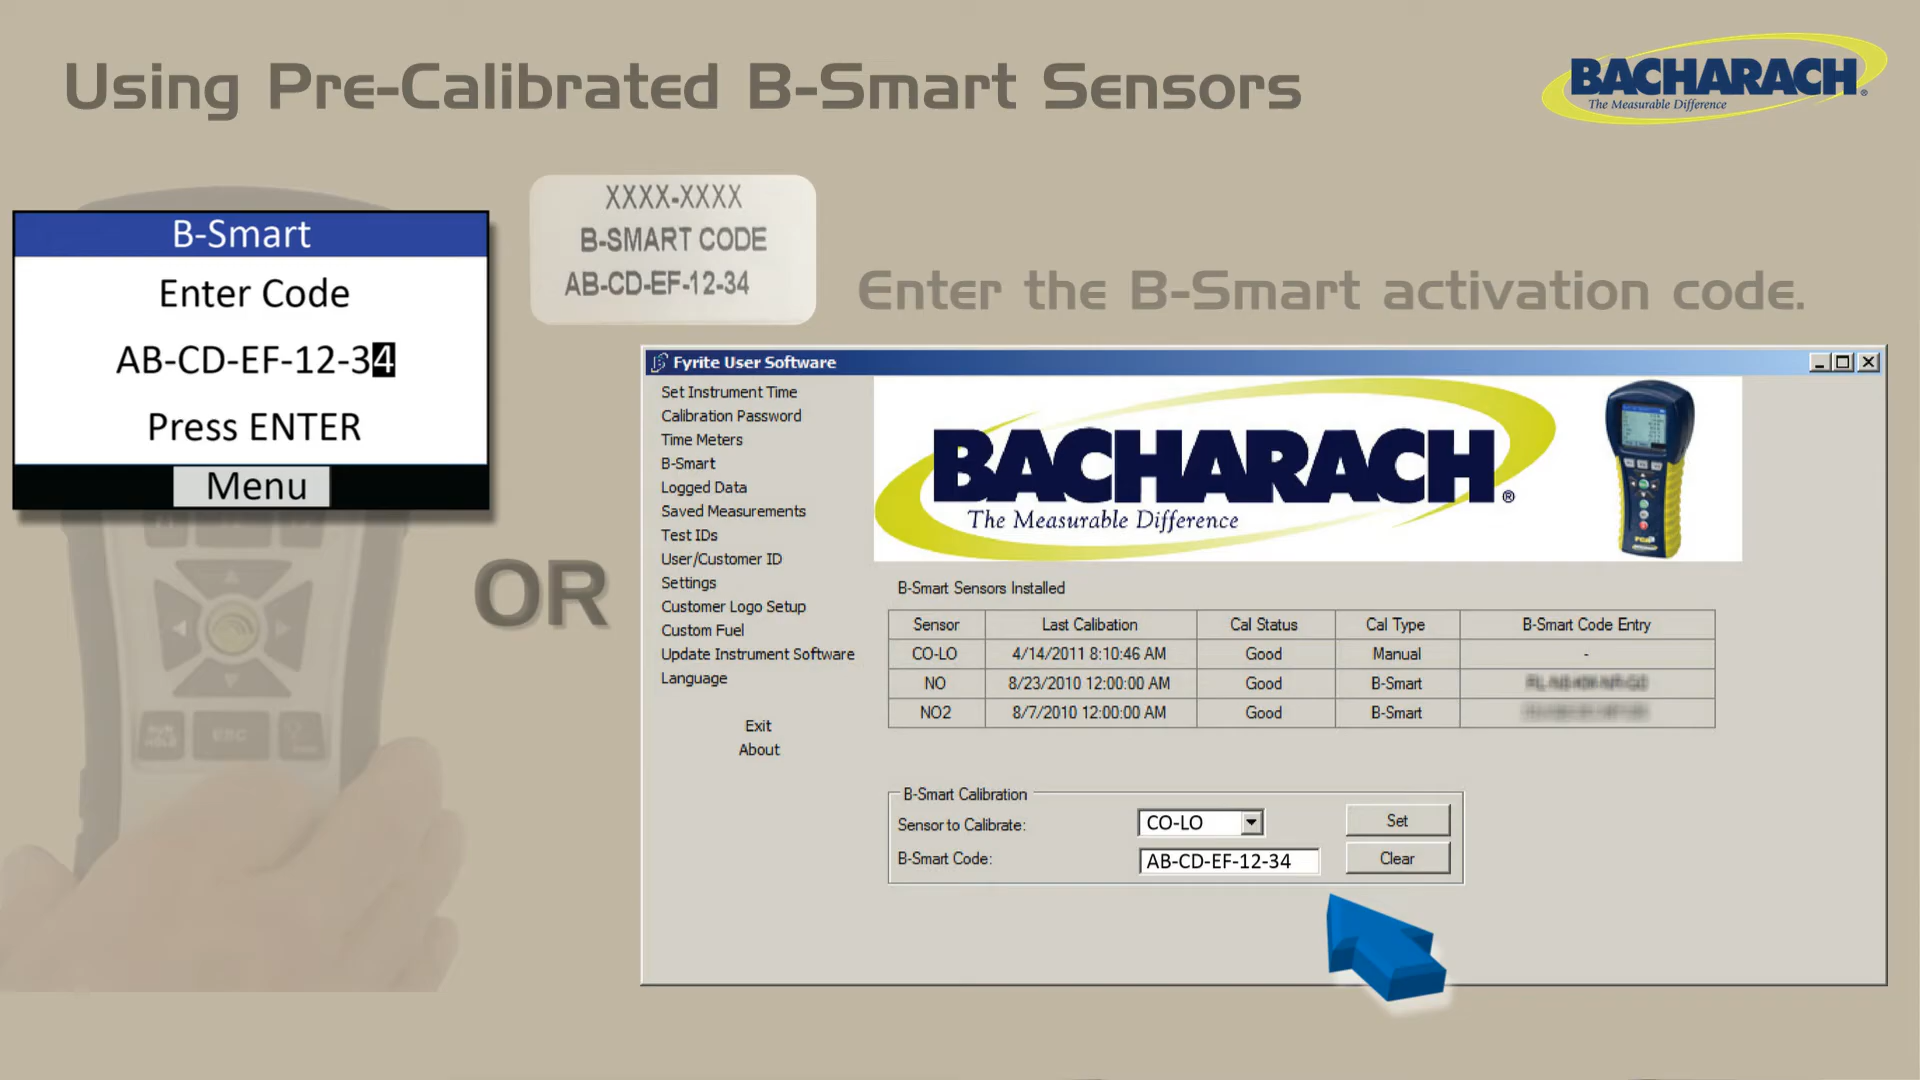 Using Pre-Calibrated B-Smart Sensors
BACHARACH®
The Measurable Difference
B-Smart
Enter Code
AB-CD-EF-12-34
Press ENTER
Menu
XXXX-XXXX
B-SMART CODE
AB-CD-EF-12-34
Enter the B-Smart activation code.
OR
RUN HOLD
ESC
Fyrite User Software
Set Instrument Time
Calibration Password
Time Meters
B-Smart
Logged Data
Saved Measurements
Test IDs
User/Customer ID
Settings
Customer Logo Setup
Custom Fuel
Update Instrument Software
Language
Exit
About
BACHARACH®
The Measurable Difference
B-Smart Sensors Installed
Sensor Last Calibation Cal Status Cal Type B-Smart Code Entry
CO-LO 4/14/2011 8:10:46 AM Good Manual -
NO 8/23/2010 12:00:00 AM Good B-Smart
NO2 8/7/2010 12:00:00 AM Good B-Smart
B-Smart Calibration
Sensor to Calibrate: CO-LO Set
B-Smart Code: AB-CD-EF-12-34 Clear